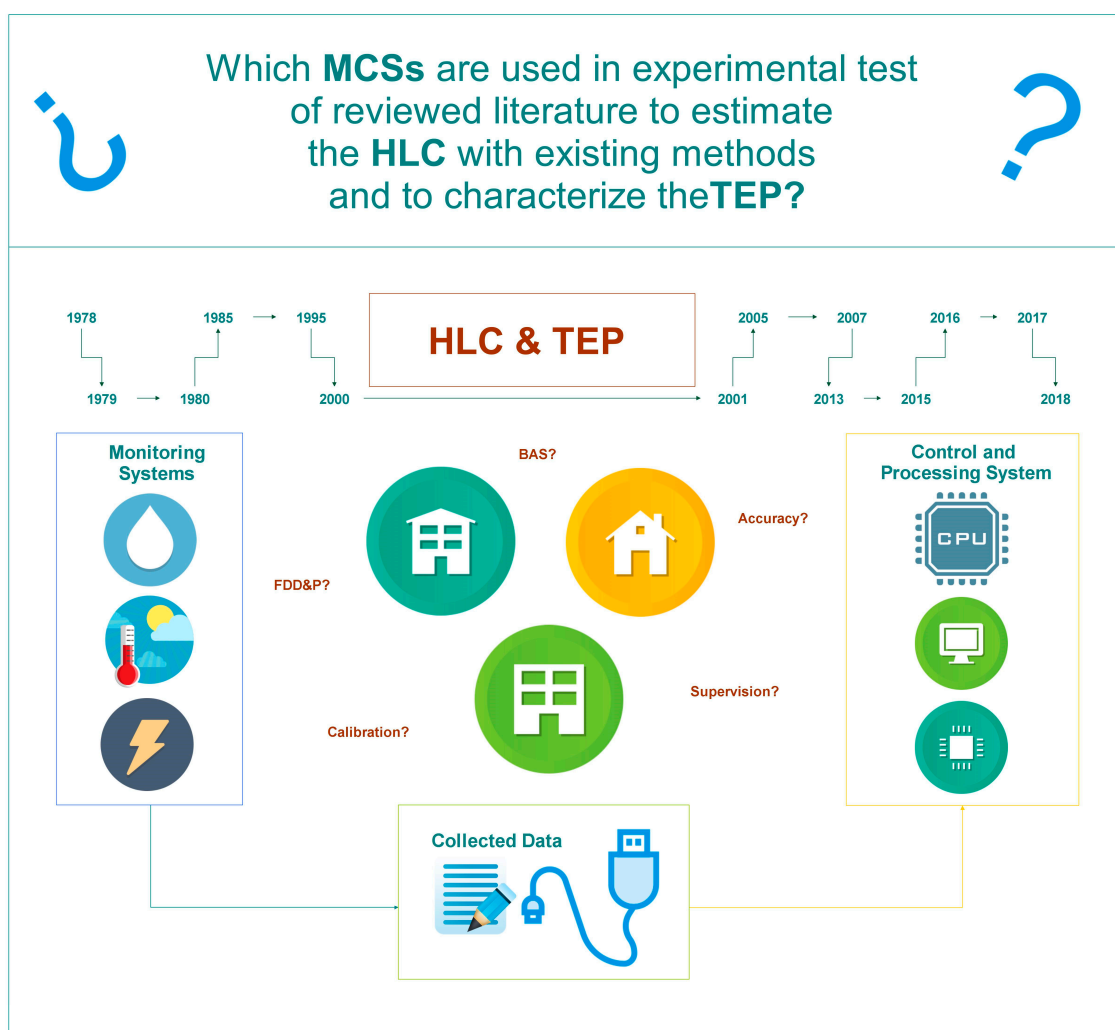 Which MCSs are used in experimental test
of reviewed literature to estimate
the HLC with existing methods
and to characterize theTEP?
1978
1985
1995
HLC & TEP
2005
2007
2016
2017
1979
1980
2000
2001
2013
2015
2018
Monitoring
Systems
BAS?
Control and
Processing System
Accuracy?
CPU
FDD&P?
Supervision?
Calibration?
Collected Data